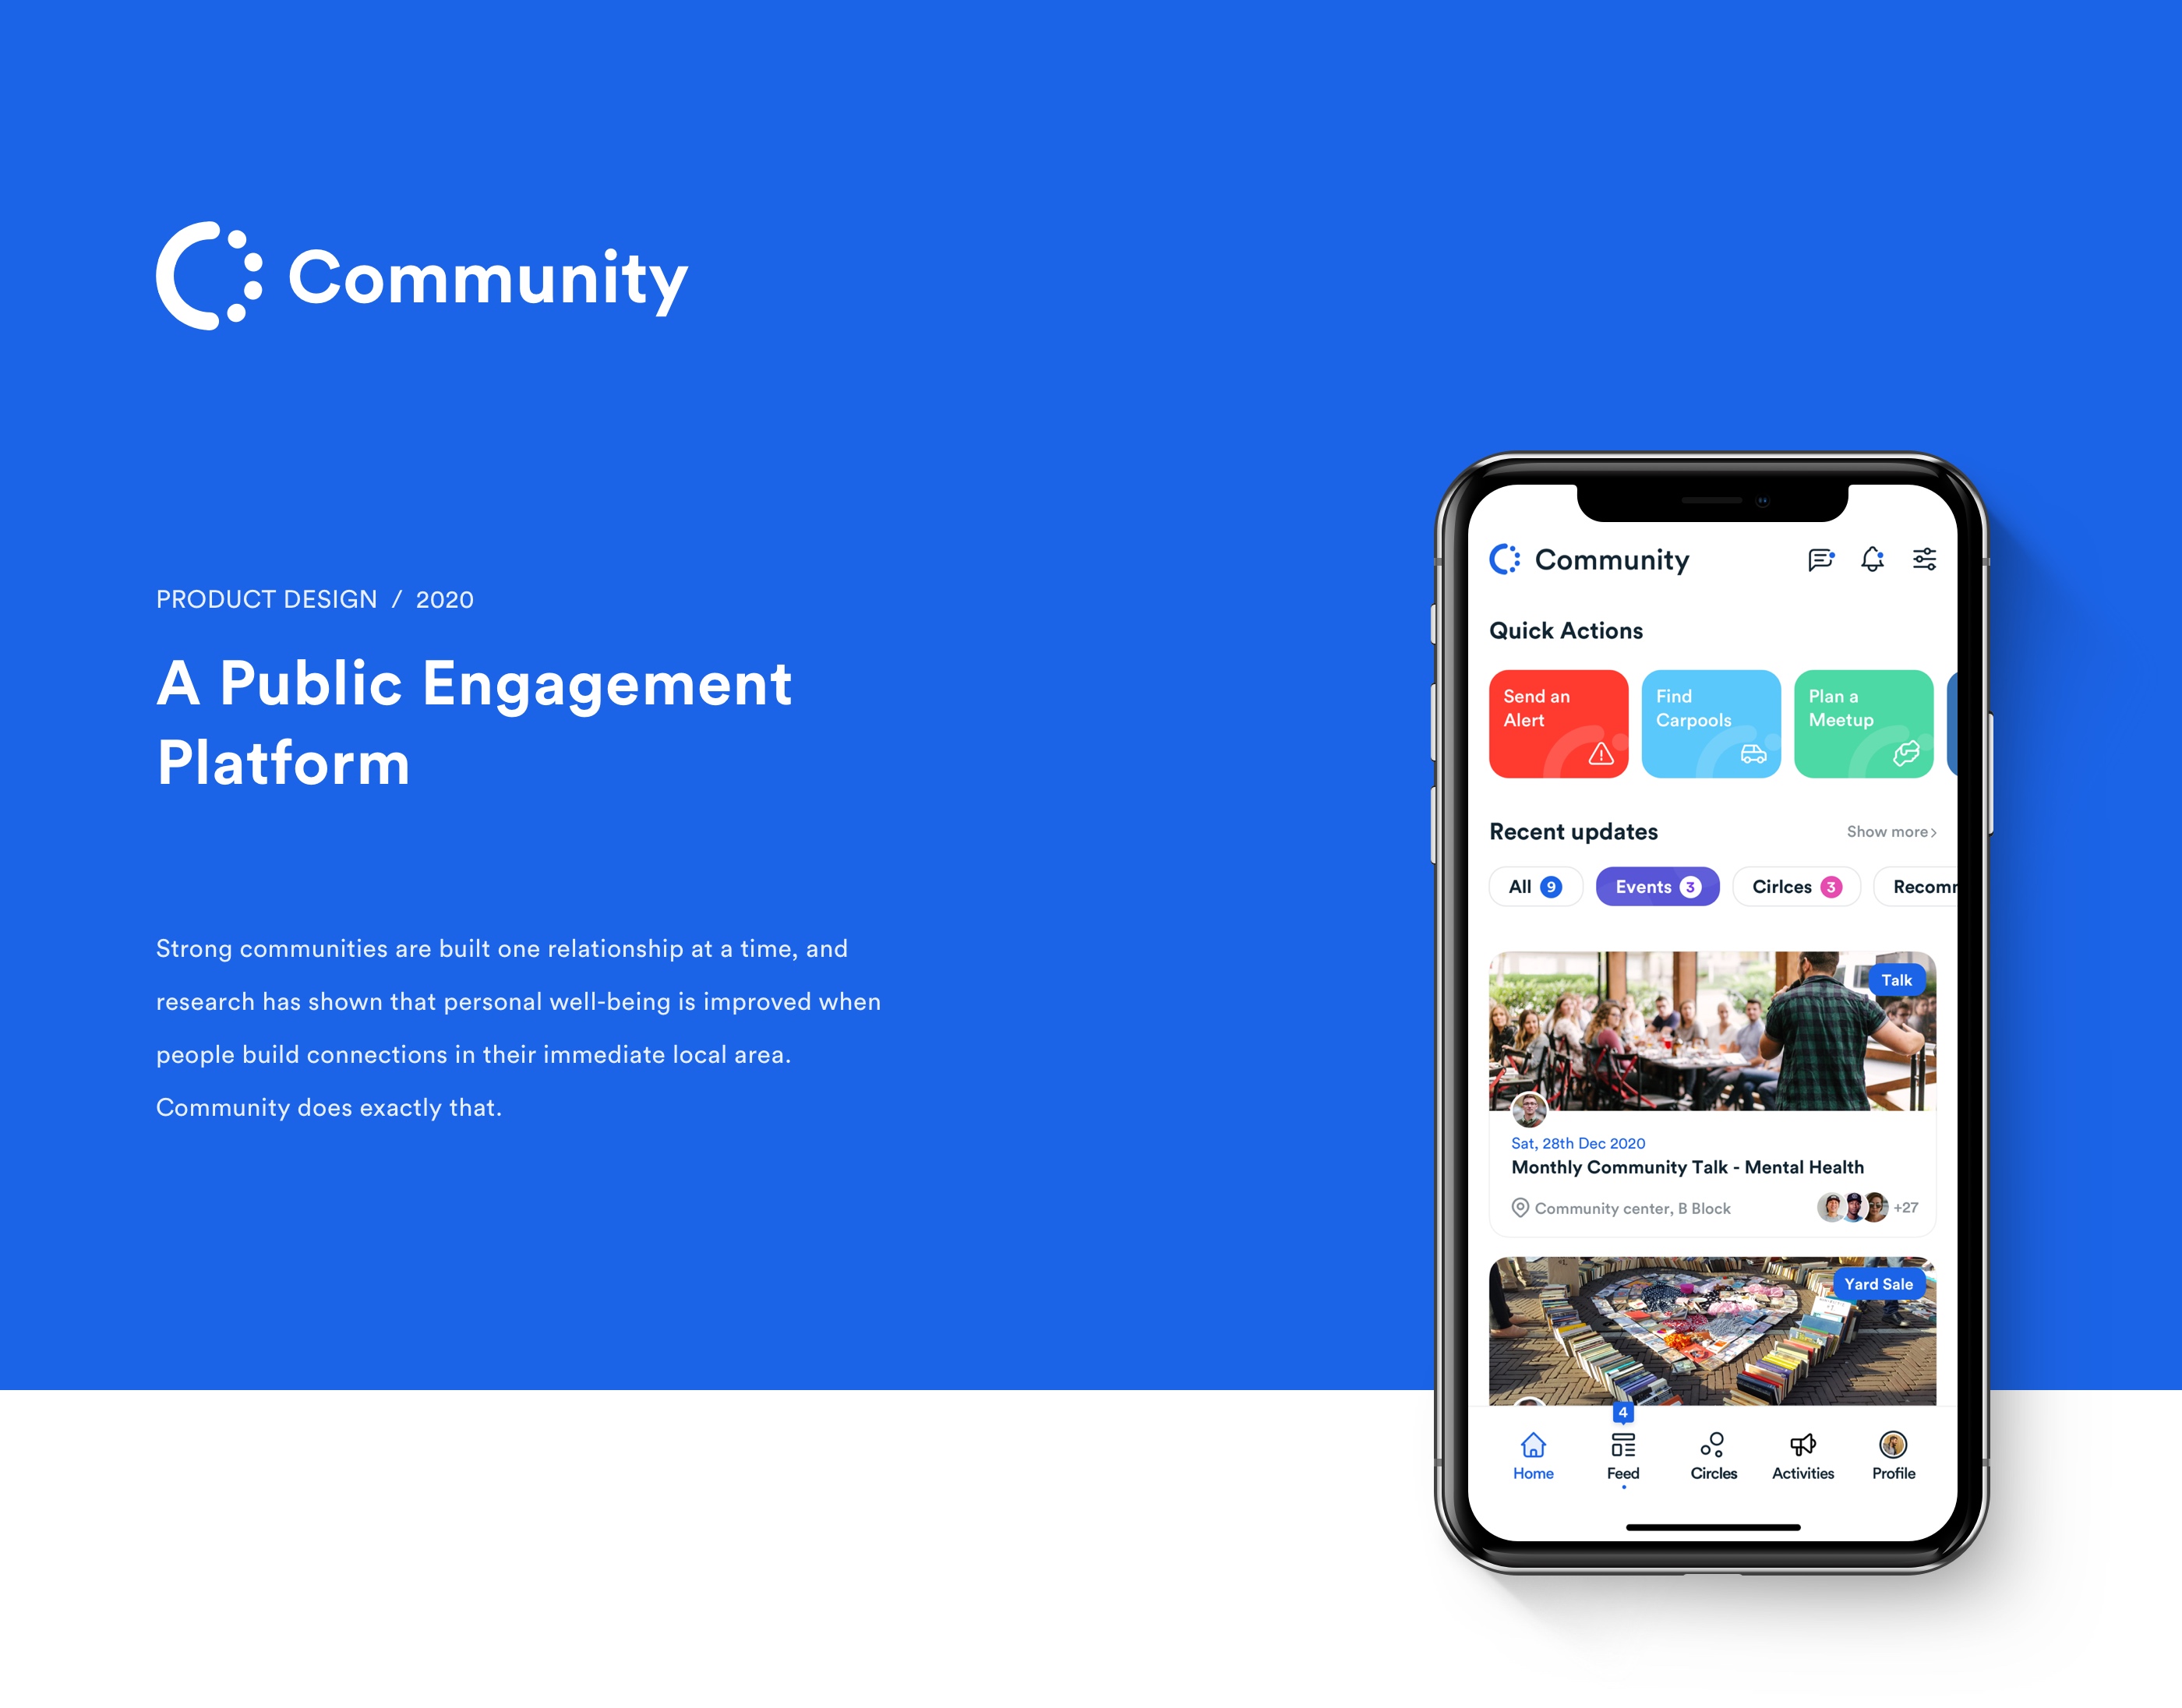 Community
PRODUCT DESIGN / 2020
A Public Engagement
Platform
Strong communities are built one relationship at a time, and
research has shown that personal well-being is improved when
people build connections in their immediate local area.
Community does exactly that.
Community
Quick Actions
Send an
Alert
Find
Carpools
Plan a
Meetup
Recent updates
Show more
All 9
Events 3
Cirlces 3
Recom
Talk
Sat, 28th Dec 2020
Monthly Community Talk - Mental Health
Community center, B Block
+27
Yard Sale
4
Home
Feed
Circles
Activities
Profile